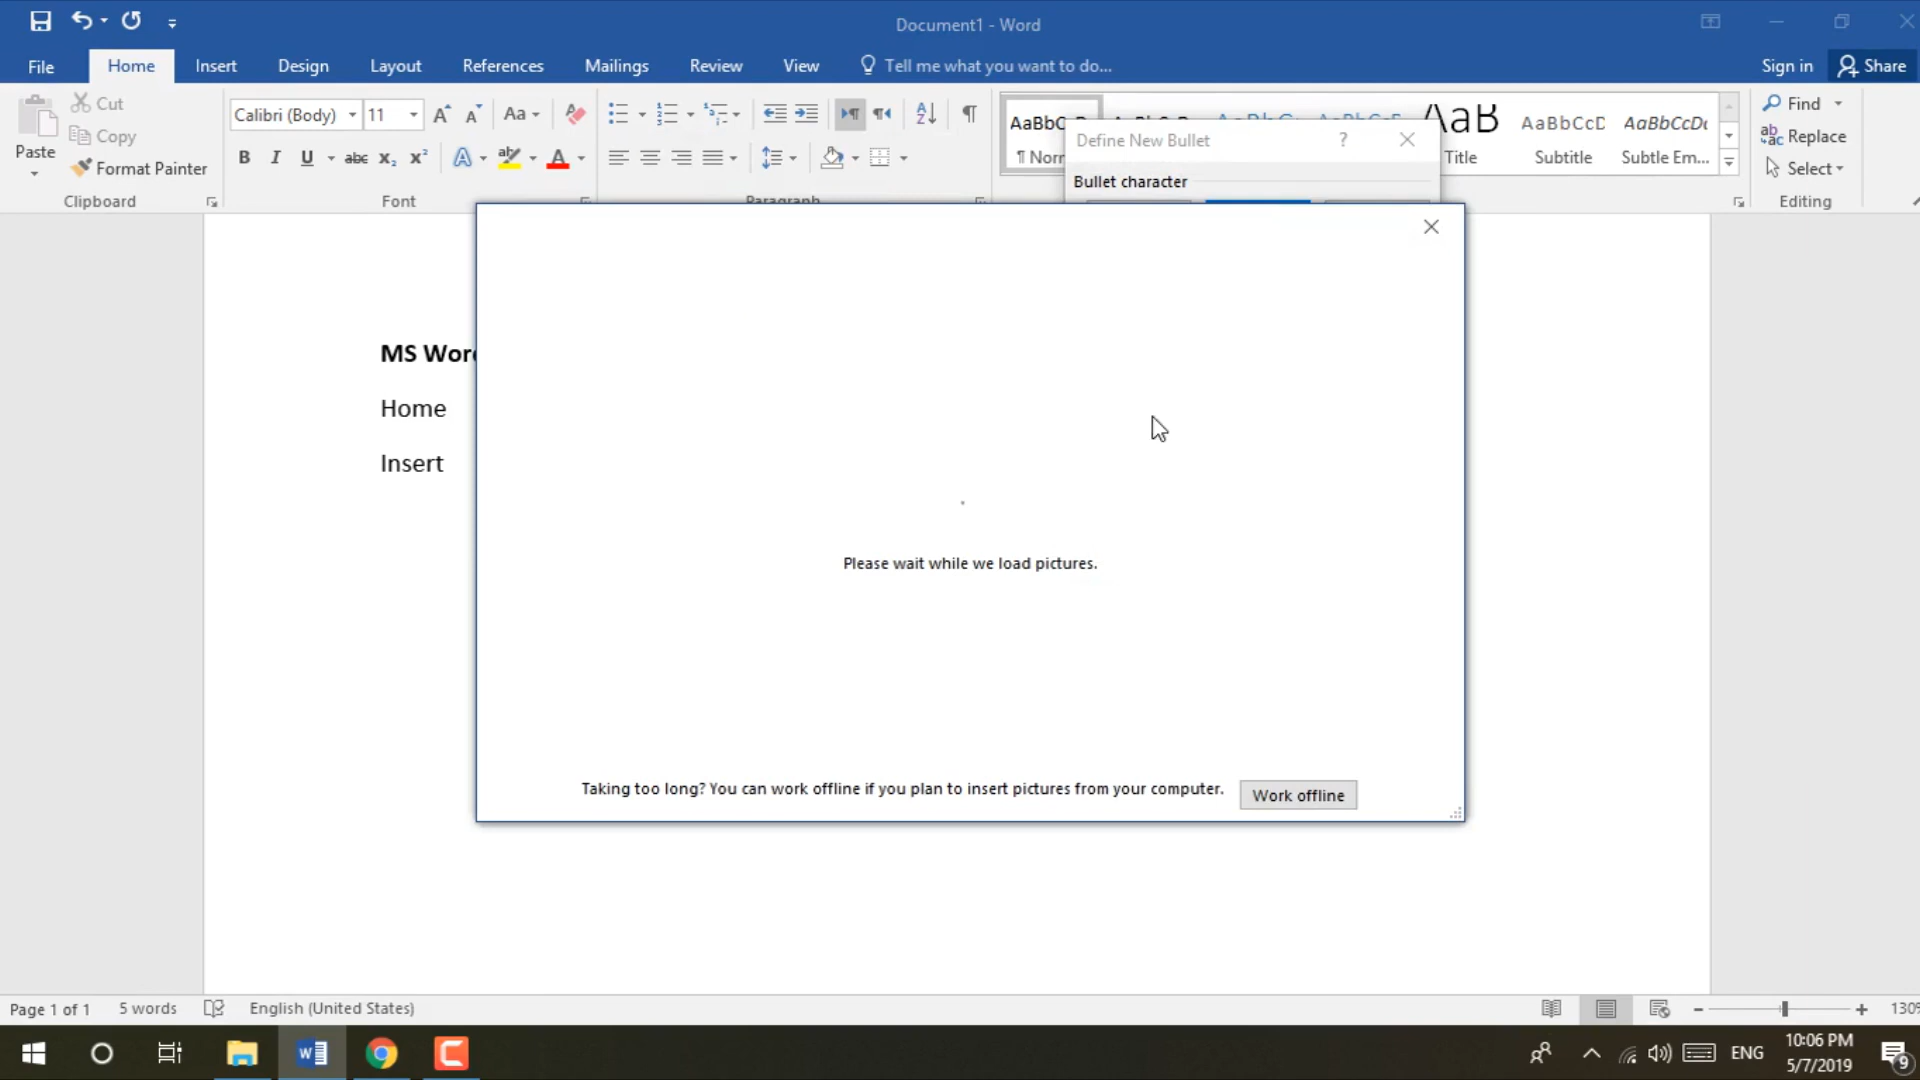 Document1 - Word
File Home Insert Design Layout References Mailings Review View Tell me what you want to do... Sign in Share
Cut
Copy
Paste
Format Painter
Clipboard
Calibri (Body) 11 Aa
B I U abc x₂ x² A ab A
Font
Paragraph
AaBbC
¶ Norr
AaB
Title
AaBbCcD
Subtitle
AaBbCcDc
Subtle Em...
Find
Replace
Select
Editing
Define New Bullet ?
Bullet character
MS Word
Home
Insert
Please wait while we load pictures.
Taking too long? You can work offline if you plan to insert pictures from your computer. Work offline
Page 1 of 1 5 words English (United States) 130%
ENG
10:06 PM
5/7/2019
9